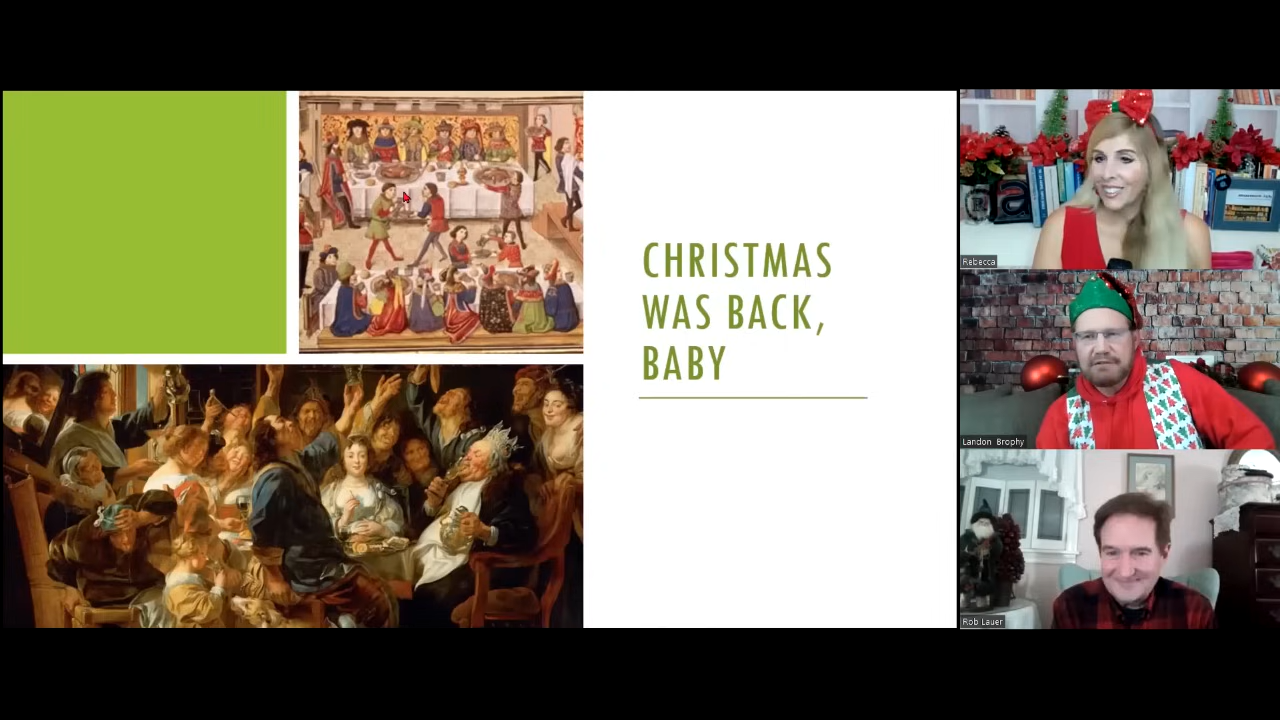 CHRISTMAS
WAS BACK,
BABY
Rebecca
Landon Brophy
Rob Lauer